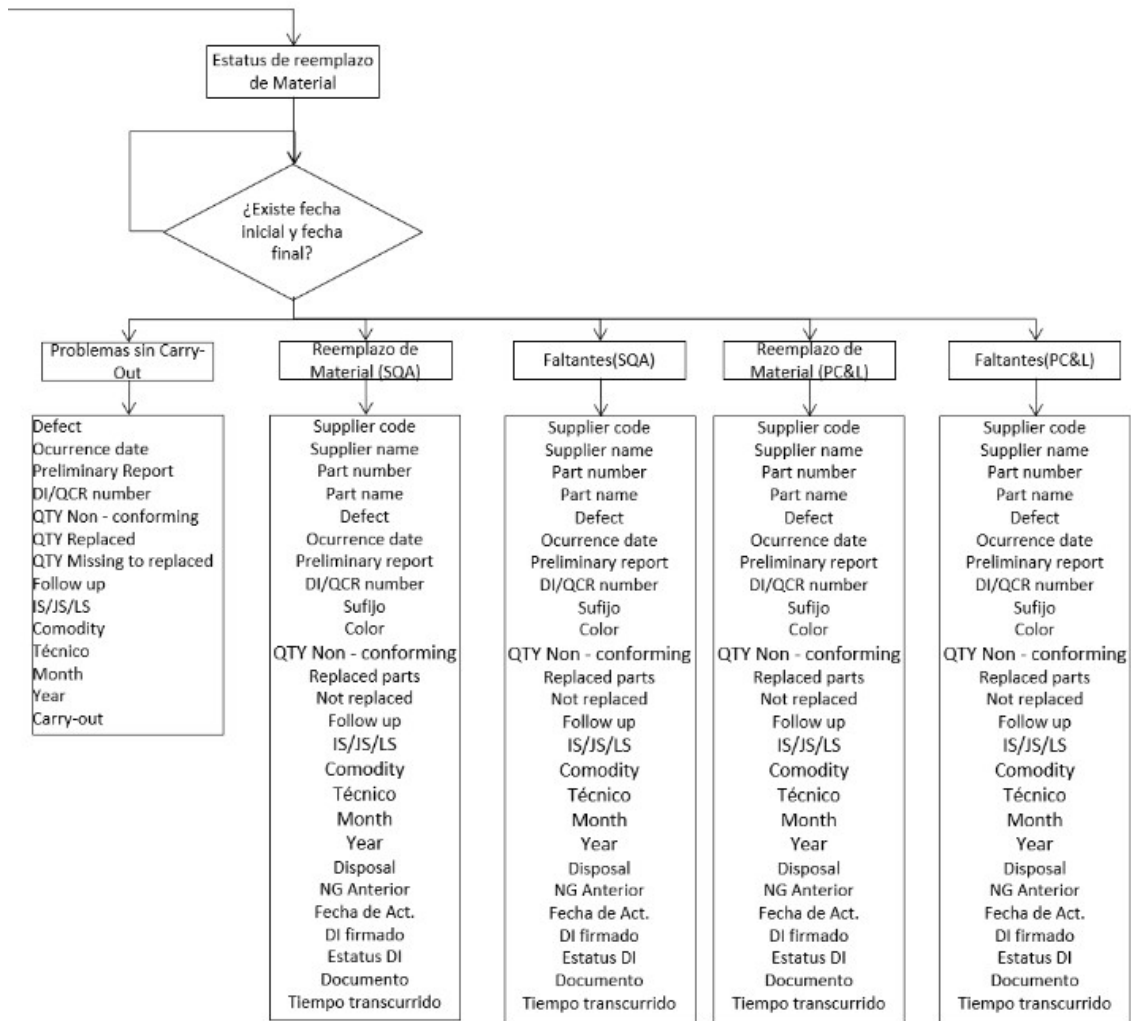 Estatus de reemplazo
de Material
¿Existe fecha
inicial y fecha
final?
Problemas sin Carry-
Out
Defect
Ocurrence date
Preliminary Report
DI/QCR number
QTY Non - conforming
QTY Replaced
QTY Missing to replaced
Follow up
IS/JS/LS
Comodity
Técnico
Month
Year
Carry-out
Reemplazo de
Material (SQA)
Supplier code
Supplier name
Part number
Part name
Defect
Ocurrence date
Preliminary report
DI/QCR number
Sufijo
Color
QTY Non - conforming
Replaced parts
Not replaced
Follow up
IS/JS/LS
Comodity
Técnico
Month
Year
Disposal
NG Anterior
Fecha de Act.
DI firmado
Estatus DI
Documento
Tiempo transcurrido
Faltantes(SQA)
Supplier code
Supplier name
Part number
Part name
Defect
Ocurrence date
Preliminary report
DI/QCR number
Sufijo
Color
QTY Non - conforming
Replaced parts
Not replaced
Follow up
IS/JS/LS
Comodity
Técnico
Month
Year
Disposal
NG Anterior
Fecha de Act.
DI firmado
Estatus DI
Documento
Tiempo transcurrido
Reemplazo de
Material (PC&L)
Supplier code
Supplier name
Part number
Part name
Defect
Ocurrence date
Preliminary report
DI/QCR number
Sufijo
Color
QTY Non - conforming
Replaced parts
Not replaced
Follow up
IS/JS/LS
Comodity
Técnico
Month
Year
Disposal
NG Anterior
Fecha de Act.
DI firmado
Estatus DI
Documento
Tiempo transcurrido
Faltantes(PC&L)
Supplier code
Supplier name
Part number
Part name
Defect
Ocurrence date
Preliminary report
DI/QCR number
Sufijo
Color
QTY Non - conforming
Replaced parts
Not replaced
Follow up
IS/JS/LS
Comodity
Técnico
Month
Year
Disposal
NG Anterior
Fecha de Act.
DI firmado
Estatus DI
Documento
Tiempo transcurrido